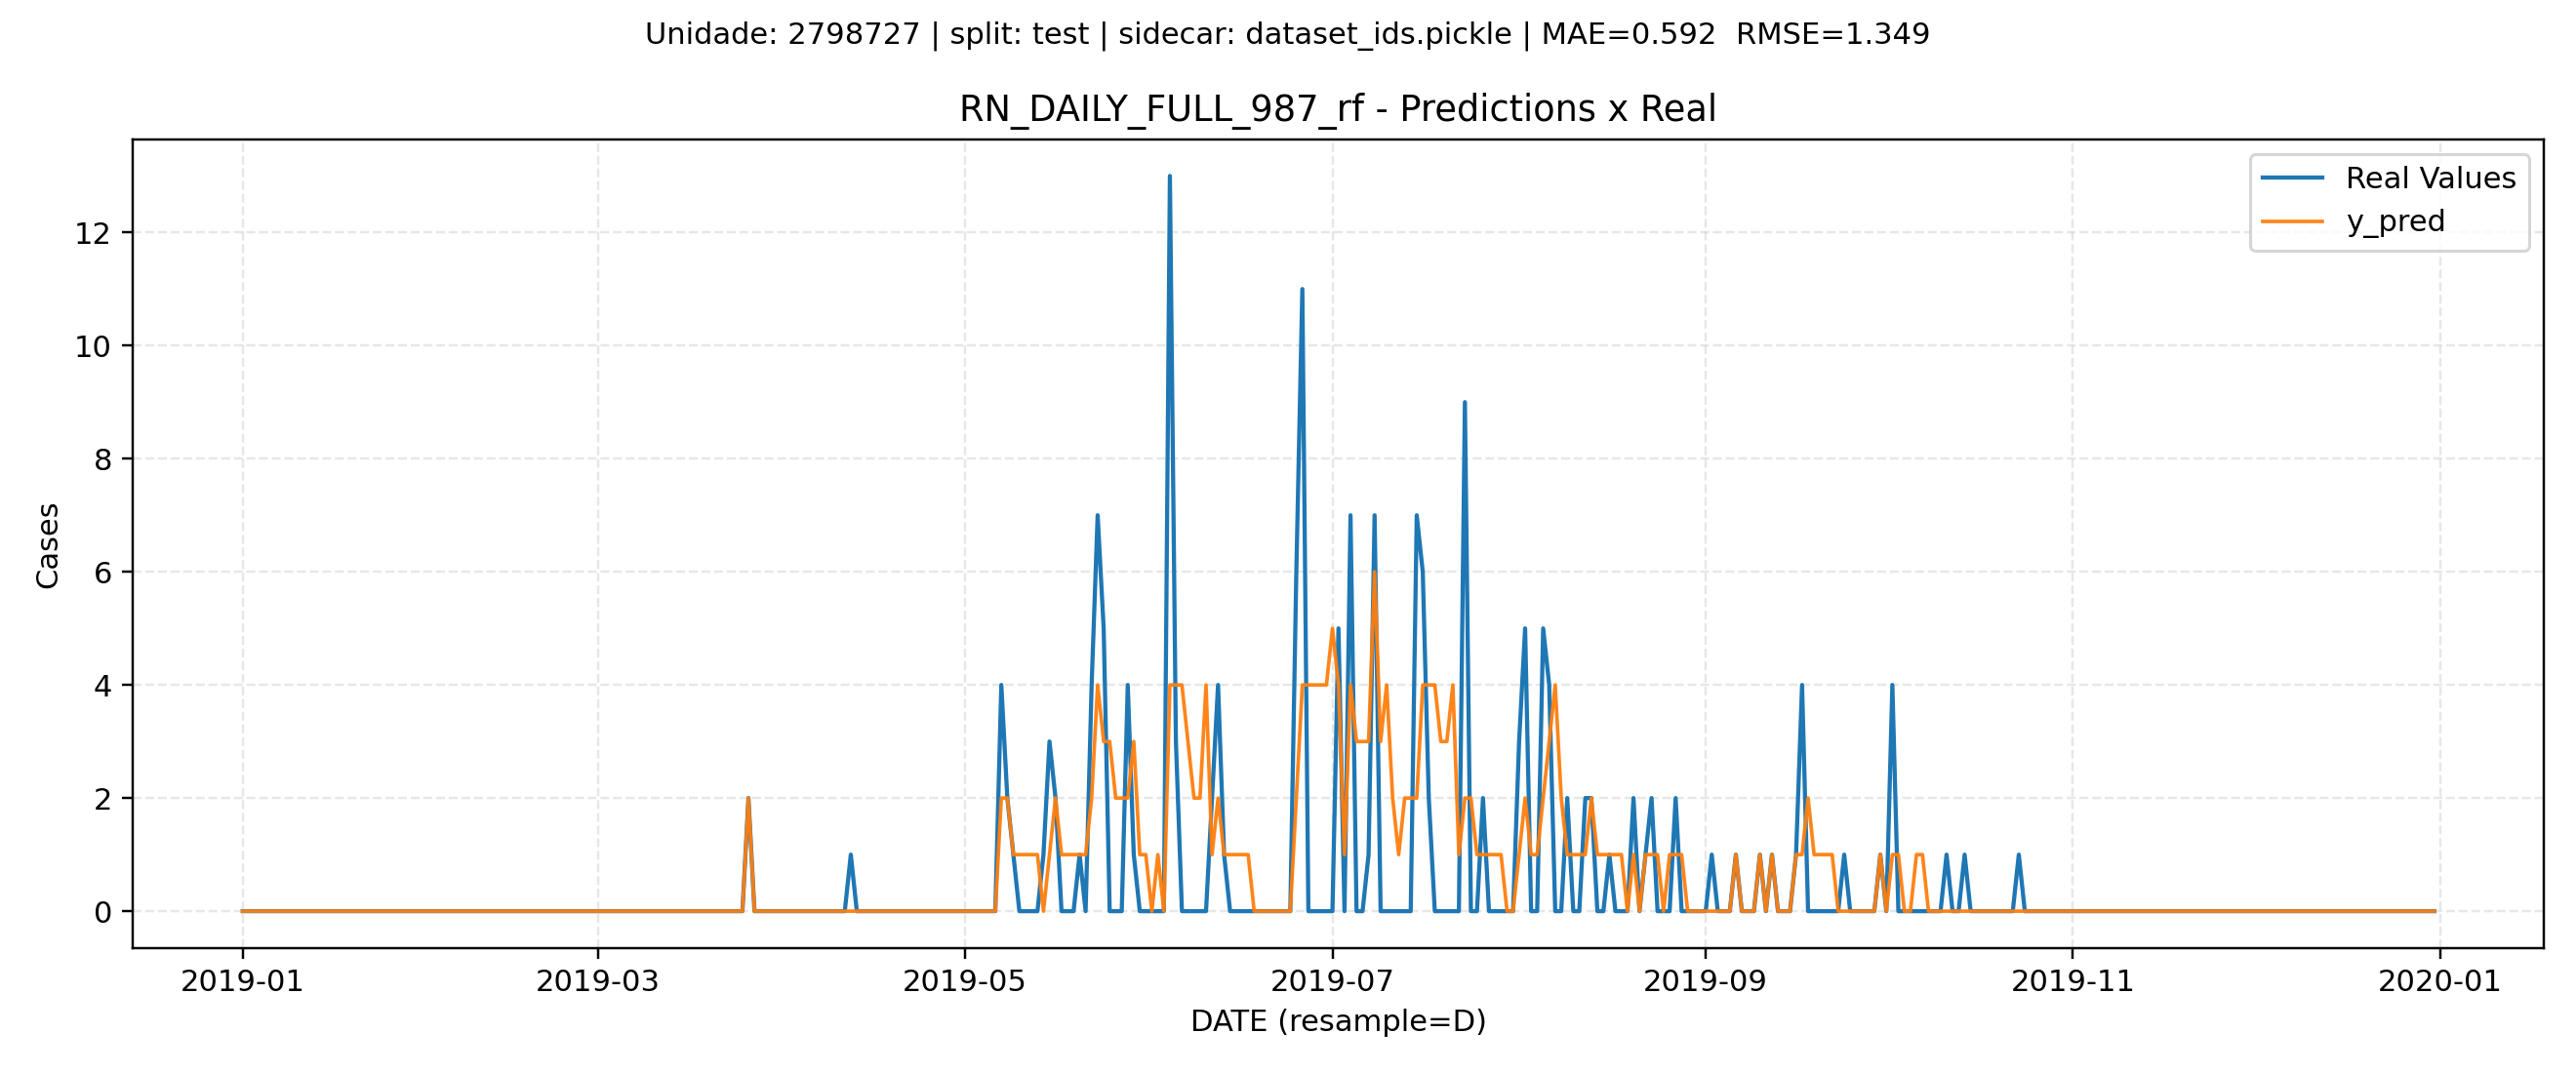 Unidade: 2798727 | split: test | sidecar: dataset_ids.pickle | MAE=0.592  RMSE=1.349
RN_DAILY_FULL_987_rf - Predictions x Real
Real Values
y_pred
Cases
12
10
8
6
4
2
0
2019-01
2019-03
2019-05
2019-07
2019-09
2019-11
2020-01
DATE (resample=D)